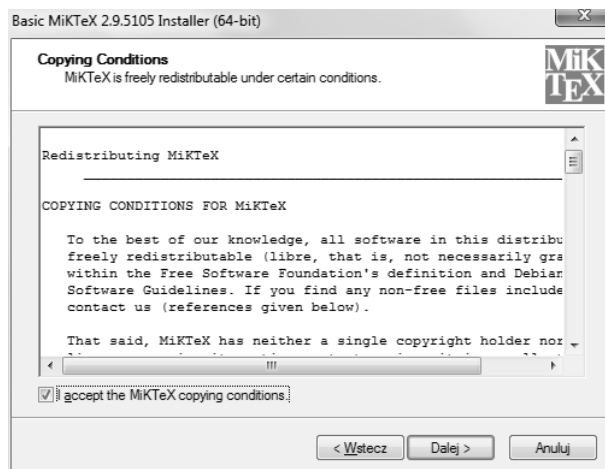 Basic MiKTeX 2.9.5105 Installer (64-bit)
Copying Conditions
MiKTeX is freely redistributable under certain conditions.
MiK
TEX
Redistributing MiKTeX
COPYING CONDITIONS FOR MiKTeX
To the best of our knowledge, all software in this distribu
freely redistributable (libre, that is, not necessarily gra
within the Free Software Foundation's definition and Debian
Software Guidelines. If you find any non-free files include
contact us (references given below).
That said, MiKTeX has neither a single copyright holder nor
I accept the MiKTeX copying conditions.
< Wstecz
Dalej >
Anuluj